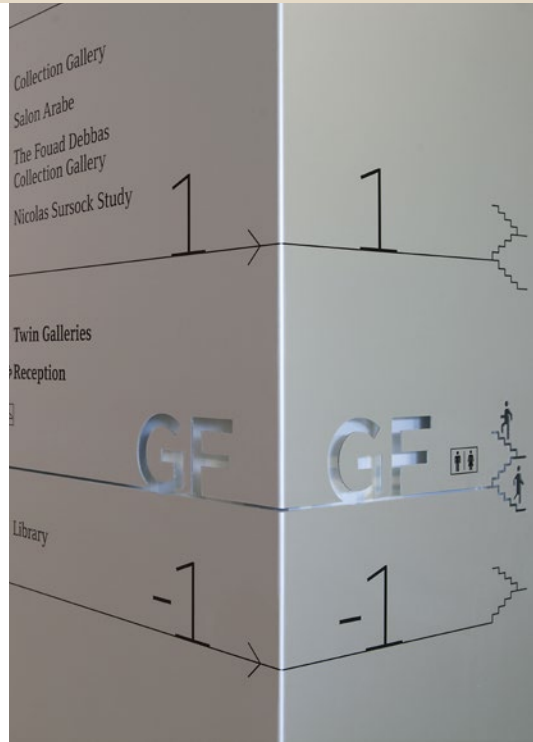 Collection Gallery
Salon Arabe
The Fouad Debbas
Collection Gallery
Nicolas Sursock Study
1
1
Twin Galleries
Reception
GF
GF
Library
-1
-1